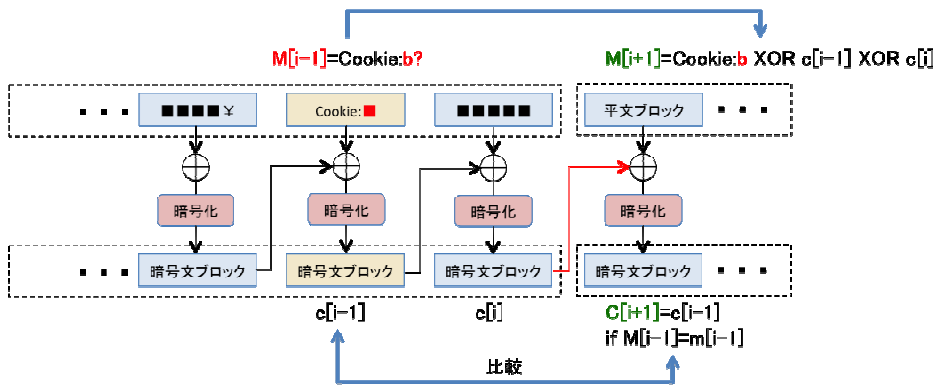 M[i-1]=Cookie:b?
M[i+1]=Cookie:b XOR c[i-1] XOR c[i]
・・・ ■■■■¥ Cookie:■ ■■■■■ 平文ブロック ・・・
暗号化 暗号化 暗号化 暗号化
・・・ 暗号文ブロック 暗号文ブロック 暗号文ブロック 暗号文ブロック ・・・
c[i-1] c[i] C[i+1]=c[i-1]
if M[i-1]=m[i-1]
比較